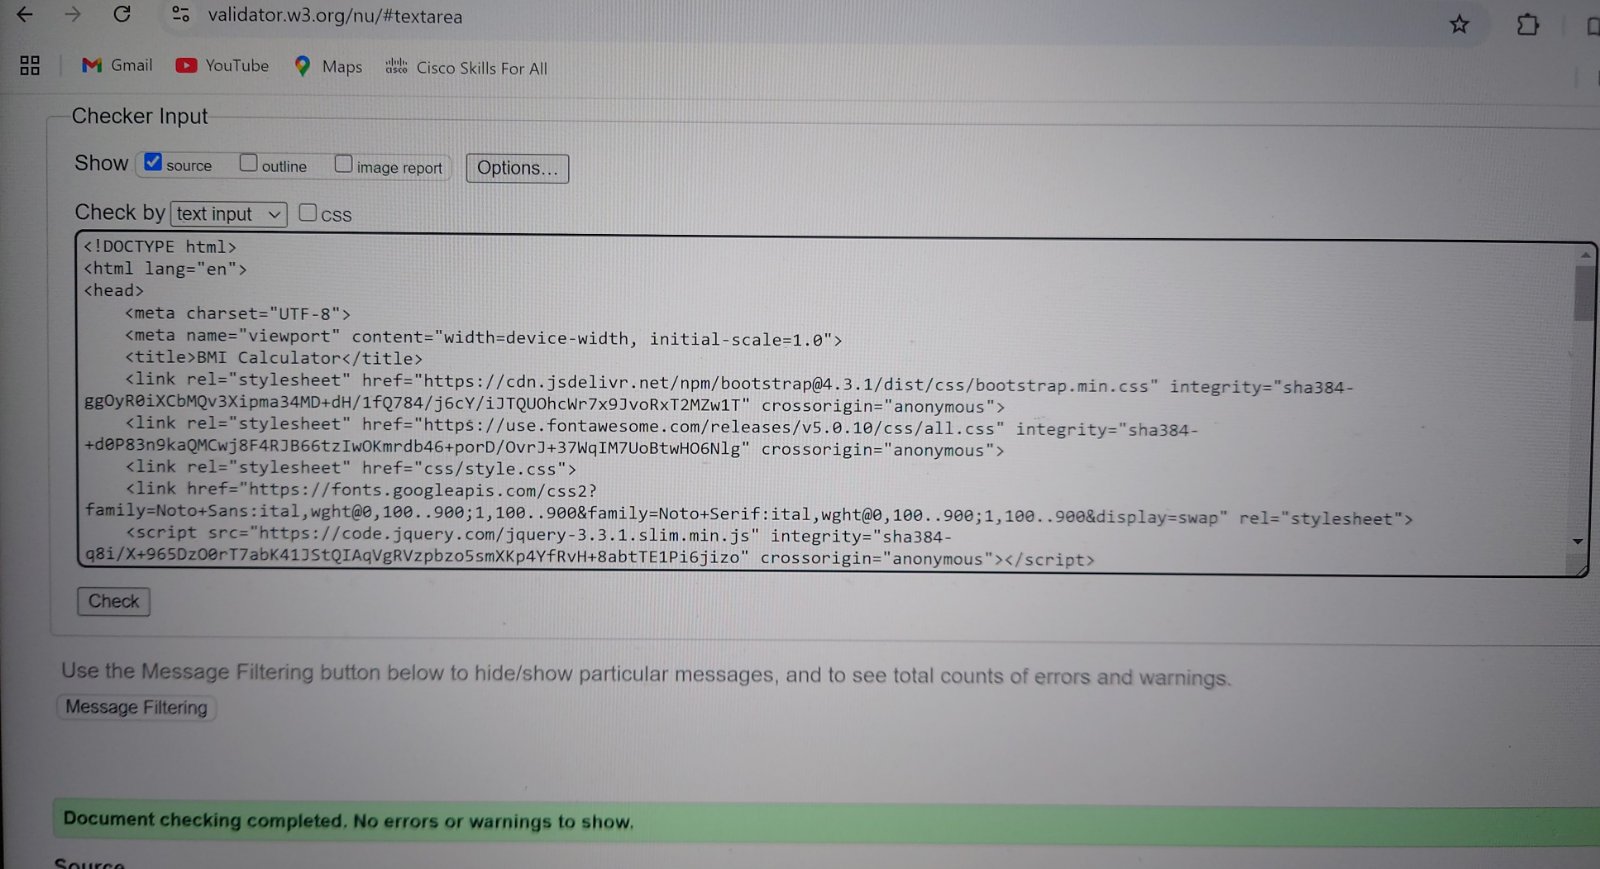 validator.w3.org/nu/#textarea
Gmail YouTube Maps cisco Cisco Skills For All
Checker Input
Show source outline image report Options...
Check by text input css
<!DOCTYPE html>
<html lang="en">
<head>
    <meta charset="UTF-8">
    <meta name="viewport" content="width=device-width, initial-scale=1.0">
    <title>BMI Calculator</title>
    <link rel="stylesheet" href="https://cdn.jsdelivr.net/npm/bootstrap@4.3.1/dist/css/bootstrap.min.css" integrity="sha384-
ggOyR0iXCbMQv3Xipma34MD+dH/1fQ784/j6cY/iJTQUOhcWr7x9JvoRxT2MZw1T" crossorigin="anonymous">
    <link rel="stylesheet" href="https://use.fontawesome.com/releases/v5.0.10/css/all.css" integrity="sha384-
+d0P83n9kaQMCwj8F4RJB66tzIwOKmrdb46+porD/OvrJ+37WqIM7UoBtwHO6Nlg" crossorigin="anonymous">
    <link rel="stylesheet" href="css/style.css">
    <link href="https://fonts.googleapis.com/css2?
family=Noto+Sans:ital,wght@0,100..900;1,100..900&family=Noto+Serif:ital,wght@0,100..900;1,100..900&display=swap" rel="stylesheet">
    <script src="https://code.jquery.com/jquery-3.3.1.slim.min.js" integrity="sha384-
q8i/X+965DzO0rT7abK41JStQIAqVgRVzpbzo5smXKp4YfRvH+8abtTE1Pi6jizo" crossorigin="anonymous"></script>
Check
Use the Message Filtering button below to hide/show particular messages, and to see total counts of errors and warnings.
Message Filtering
Document checking completed. No errors or warnings to show.
Source